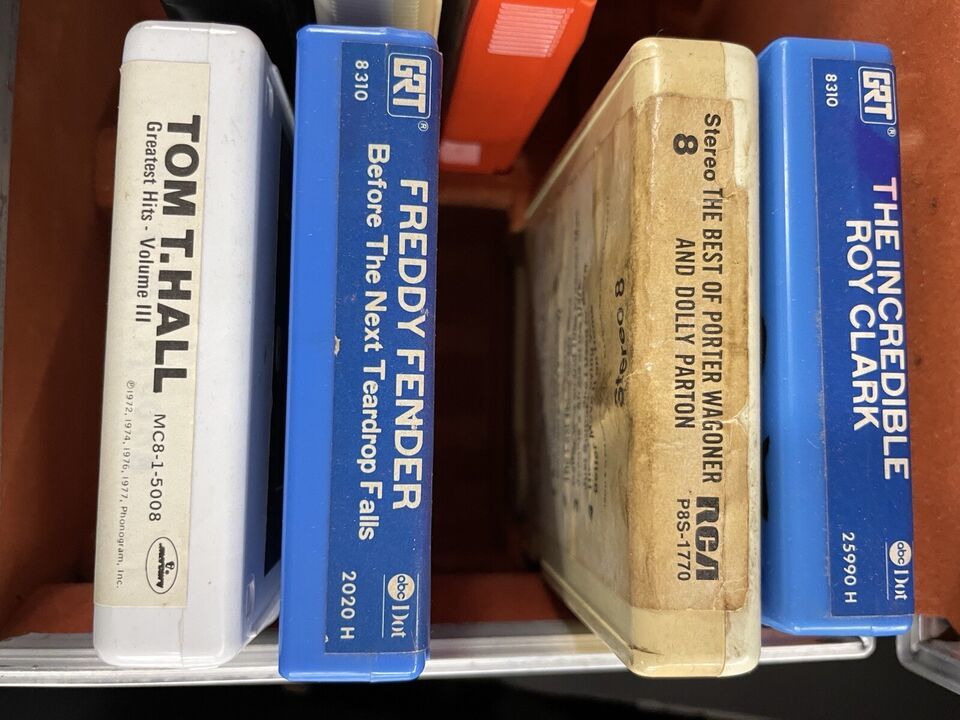 TOM T. HALL
Greatest Hits - Volume III
MC8-1-5008
℗1972, 1974, 1976, 1977, Phonogram, Inc.
mercury
GRT®
8310
FREDDY FENDER
Before The Next Teardrop Falls
abc Dot
2020 H
Stereo
8
THE BEST OF PORTER WAGONER
AND DOLLY PARTON
RCA
P8S-1770
GRT®
8310
THE INCREDIBLE
ROY CLARK
abc Dot
25990 H